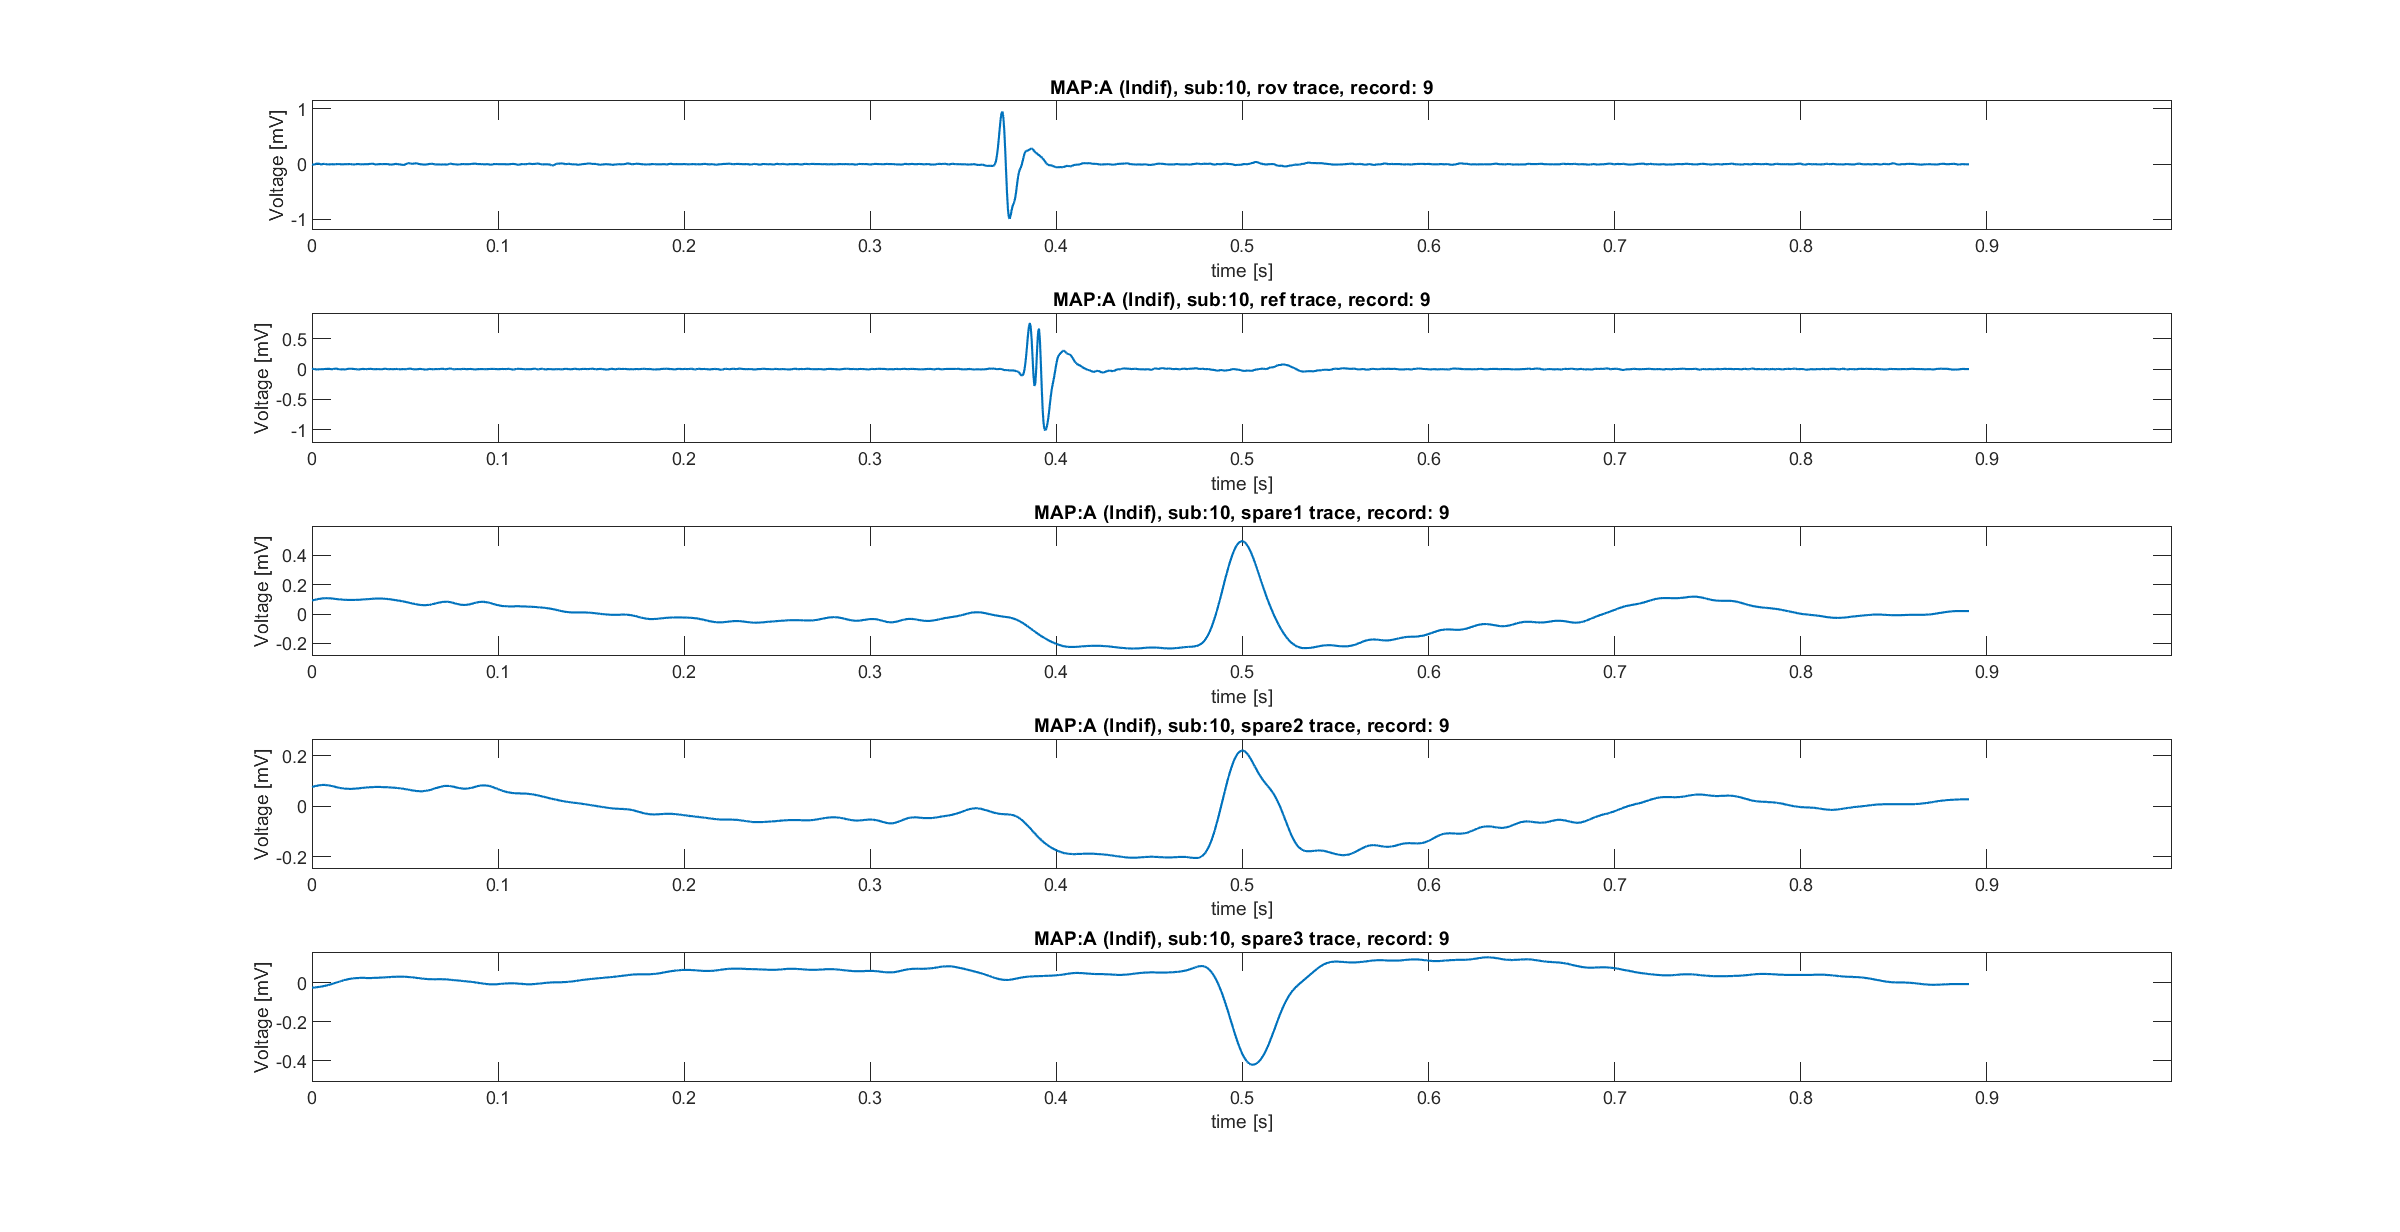 MAP:A (Indif), sub:10, rov trace, record: 9
Voltage [mV]
1
0
-1
0 0.1 0.2 0.3 0.4 0.5 0.6 0.7 0.8 0.9
time [s]
MAP:A (Indif), sub:10, ref trace, record: 9
Voltage [mV]
0.5
0
-0.5
-1
0 0.1 0.2 0.3 0.4 0.5 0.6 0.7 0.8 0.9
time [s]
MAP:A (Indif), sub:10, spare1 trace, record: 9
Voltage [mV]
0.4
0.2
0
-0.2
0 0.1 0.2 0.3 0.4 0.5 0.6 0.7 0.8 0.9
time [s]
MAP:A (Indif), sub:10, spare2 trace, record: 9
Voltage [mV]
0.2
0
-0.2
0 0.1 0.2 0.3 0.4 0.5 0.6 0.7 0.8 0.9
time [s]
MAP:A (Indif), sub:10, spare3 trace, record: 9
Voltage [mV]
0
-0.2
-0.4
0 0.1 0.2 0.3 0.4 0.5 0.6 0.7 0.8 0.9
time [s]